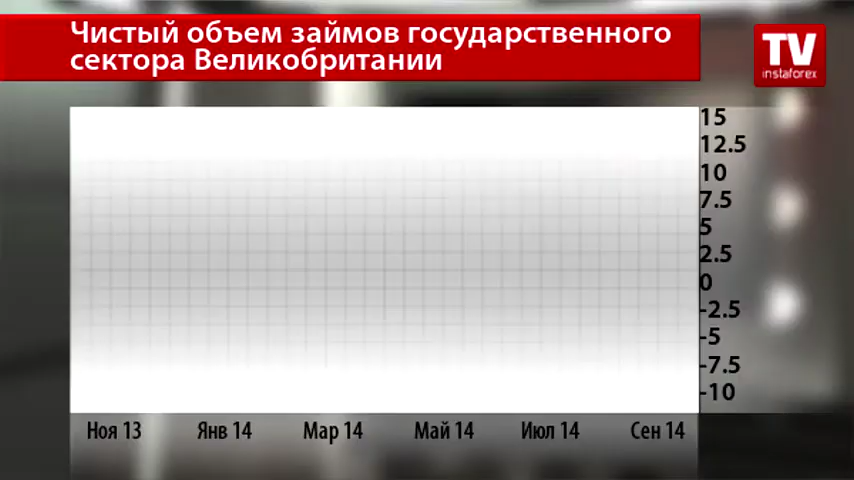 Чистый объем займов государственного
сектора Великобритании
TV
instaforex
15
12.5
10
7.5
5
2.5
0
-2.5
-5
-7.5
-10
Ноя 13 Янв 14 Мар 14 Май 14 Июл 14 Сен 14